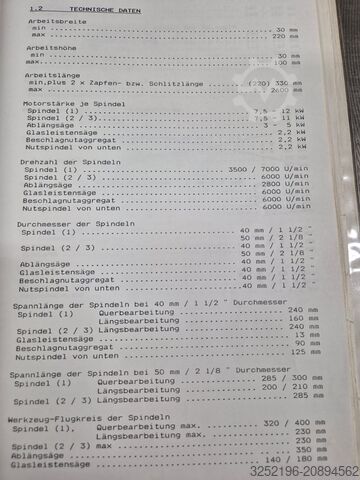 1.2 TECHNISCHE DATEN
Arbeitsbreite
min ........ 30 mm
max ........ 220 mm
Arbeitshöhe
min ........ 30 mm
max ........ 100 mm
Arbeitslänge
min.plus 2 x Zapfen- bzw. Schlitzlänge ........ (220) 330 mm
max ........ 2600 mm
Motorstärke je Spindel
Spindel (1) ........ 7,5 - 12 kW
Spindel (2 / 3) ........ 7,5 - 11 kW
Ablängsäge ........ 3 - 5 kW
Glasleistensäge ........ 2,2 kW
Beschlagnutaggregat ........ 2,2 kW
Nutspindel von unten ........ 2,2 kW
Drehzahl der Spindeln
Spindel (1) ........ 3500 / 7000 U/min
Spindel (2 / 3) ........ 6000 U/min
Ablängsäge ........ 2800 U/min
Glasleistensäge ........ 6000 U/min
Beschlagnutaggregat ........ 6000 U/min
Nutspindel von unten ........ 6000 U/min
Durchmesser der Spindeln
Spindel (1) ........ 40 mm / 1 1/2 "
50 mm / 2 1/8 "
Spindel (2 / 3) ........ 40 mm / 1 1/2 "
50 mm / 2 1/8 "
Ablängsäge ........ 40 mm / 1 1/2 "
Glasleistensäge ........ 40 mm / 1 1/2 "
Beschlagnutaggregat ........ 40 mm / 1 1/2 "
Nutspindel von unten ........ 40 mm / 1 1/2 "
Spannlänge der Spindeln bei 40 mm / 1 1/2 " Durchmesser
Spindel (1) Querbearbeitung ........ 240 mm
Längsbearbeitung ........ 160 mm
Spindel (2 / 3) Längsbearbeitung ........ 240 mm
Glasleistensäge ........ 13 mm
Beschlagnutaggregat ........ 90 mm
Nutspindel von unten ........ 125 mm
Spannlänge der Spindeln bei 50 mm / 2 1/8 " Durchmesser
Spindel (1) Querbearbeitung ........ 285 / 300 mm
Längsbearbeitung ........ 200 / 210 mm
Spindel (2 / 3) Längsbearbeitung ........ 285 mm
Werkzeug-Flugkreis der Spindeln
Spindel (1), Querbearbeitung max. ........ 320 / 400 mm
Längsbearbeitung max. ........ 230 mm
Spindel (2 / 3) max ........ 230 mm
Ablängsäge ........ 350 mm
Glasleistensäge ........ 140 / 180 mm
3252196-20894562